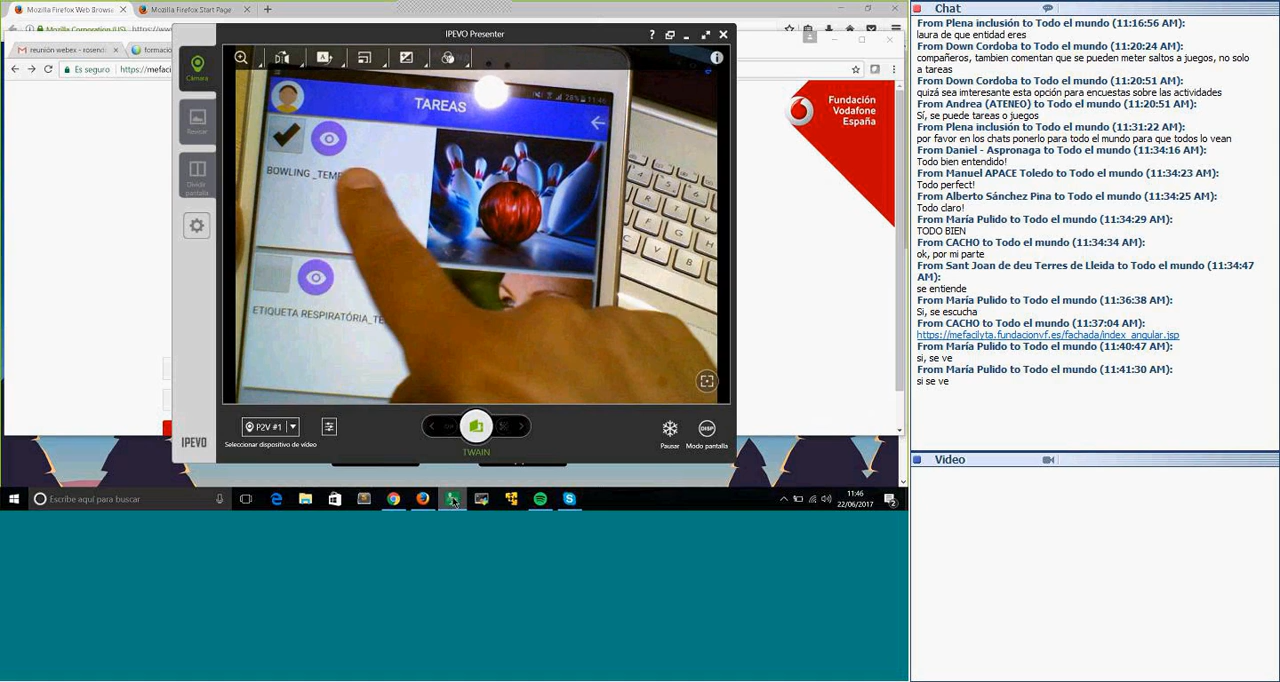 Mozilla Firefox Web Browse
Mozilla Firefox Start Page
Mozilla Corporation (US)
https://www
reunión webex - rosend
formacio
Es seguro
https://mefaci
IPEVO Presenter
Cámara
Revisar
Dividir
pantalla
28% 11:46
TAREAS
BOWLING _TEM
ETIQUETA RESPIRATÓRIA_TE
Fundación
Vodafone
España
IPEVO
P2V #1
Seleccionar dispositivo de vídeo
TWAIN
Pausar
DISP
Modo pantalla
Escribe aquí para buscar
11:46
22/06/2017
2
Chat
From Plena inclusión to Todo el mundo (11:16:56 AM):
laura de que entidad eres
From Down Cordoba to Todo el mundo (11:20:24 AM):
compañeros, tambien comentan que se pueden meter saltos a juegos, no solo
a tareas
From Down Cordoba to Todo el mundo (11:20:51 AM):
quizá sea interesante esta opción para encuestas sobre las actividades
From Andrea (ATENEO) to Todo el mundo (11:20:51 AM):
Sí, se puede tareas o juegos
From Plena inclusión to Todo el mundo (11:31:22 AM):
por favor en los chats ponerlo para todo el mundo para que todos lo vean
From Daniel - Aspronaga to Todo el mundo (11:34:16 AM):
Todo bien entendido!
From Manuel APACE Toledo to Todo el mundo (11:34:23 AM):
Todo perfect!
From Alberto Sánchez Pina to Todo el mundo (11:34:25 AM):
Todo claro!
From María Pulido to Todo el mundo (11:34:29 AM):
TODO BIEN
From CACHO to Todo el mundo (11:34:34 AM):
ok, por mi parte
From Sant Joan de deu Terres de Lleida to Todo el mundo (11:34:47
AM):
se entiende
From María Pulido to Todo el mundo (11:36:38 AM):
Si, se escucha
From CACHO to Todo el mundo (11:37:04 AM):
https://mefacilyta.fundacionvf.es/fachada/index_angular.jsp
From María Pulido to Todo el mundo (11:40:47 AM):
si, se ve
From María Pulido to Todo el mundo (11:41:30 AM):
si se ve
Video